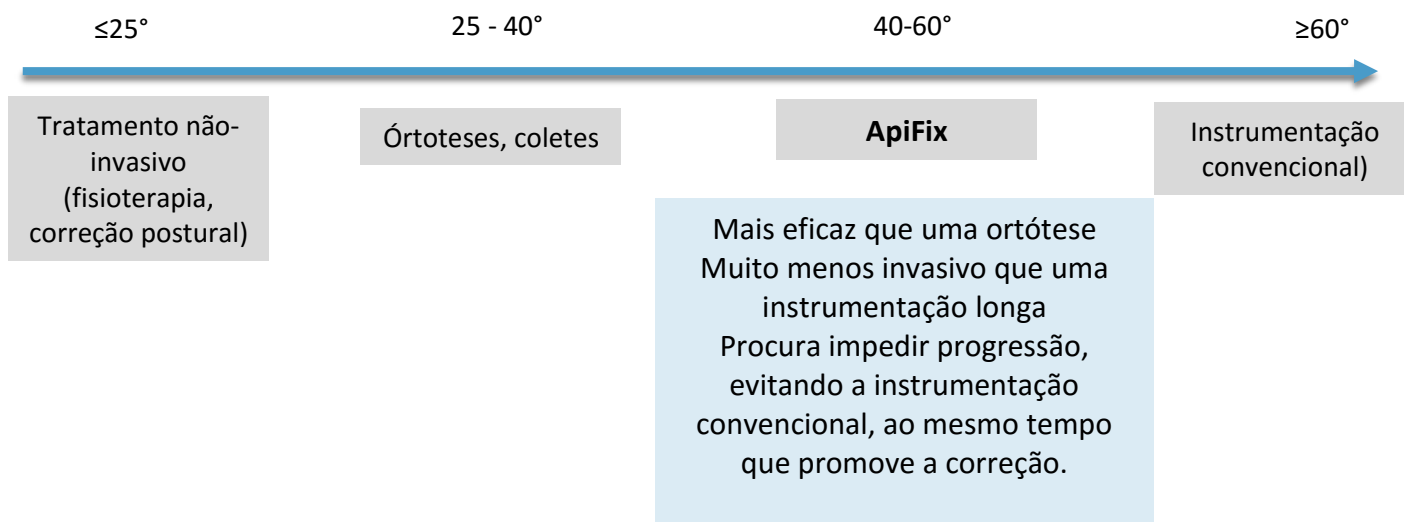 ≤25°
25 - 40°
40-60°
≥60°
Tratamento não-
invasivo
(fisioterapia,
correção postural)
Órtoteses, coletes
ApiFix
Instrumentação
convencional)
Mais eficaz que uma ortótese
Muito menos invasivo que uma
instrumentação longa
Procura impedir progressão,
evitando a instrumentação
convencional, ao mesmo tempo
que promove a correção.